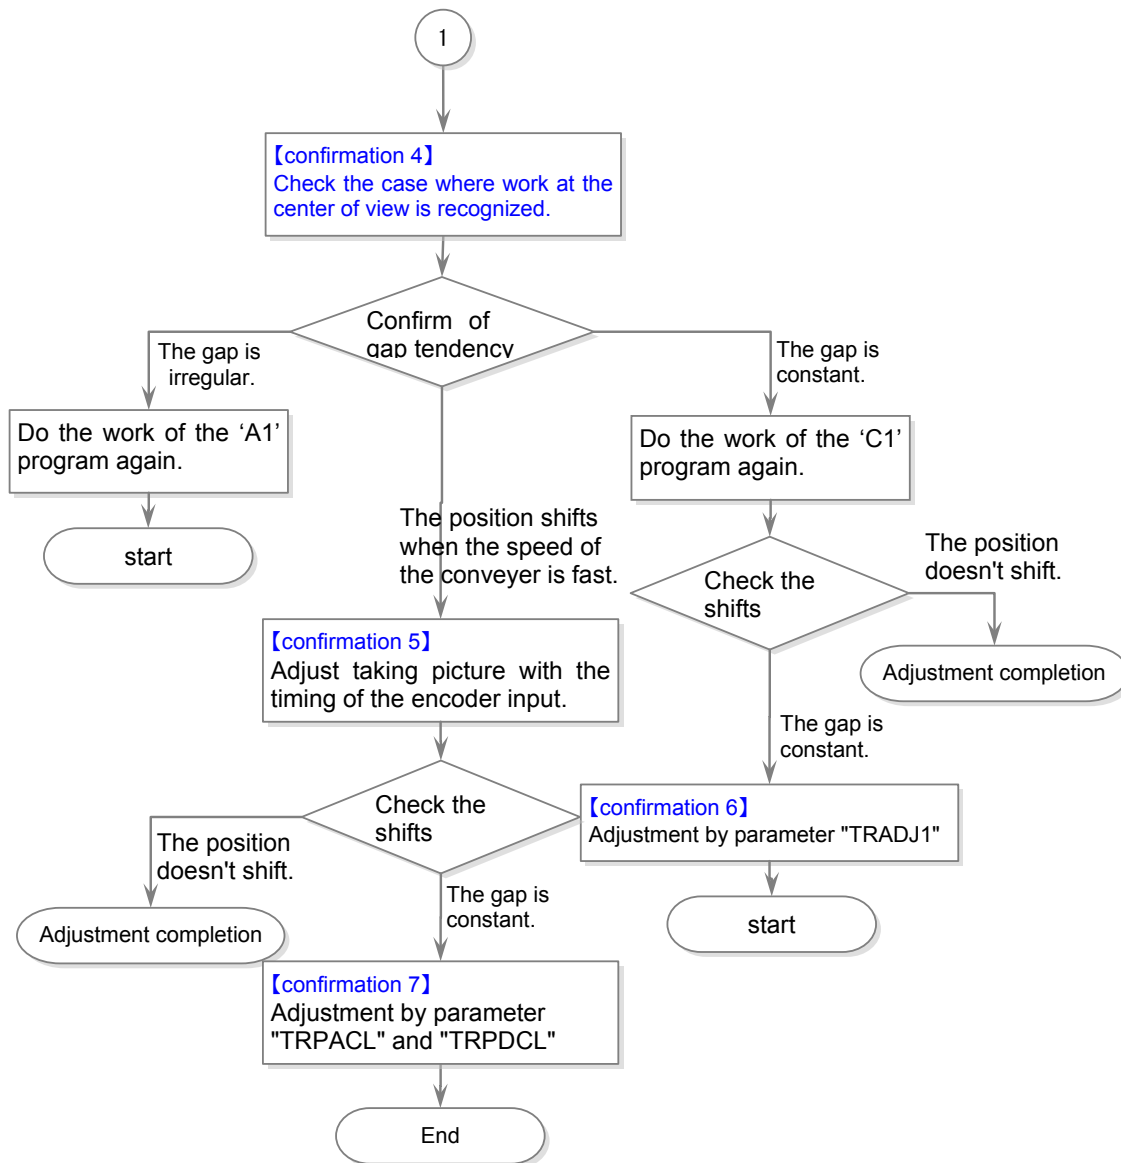 1
【confirmation 4】
Check the case where work at the
center of view is recognized.
Confirm of
gap tendency
The gap is
irregular.
The gap is
constant.
Do the work of the ‘A1’
program again.
Do the work of the ‘C1’
program again.
start
The position shifts
when the speed of
the conveyer is fast.
The position
doesn't shift.
Check the
shifts
Adjustment completion
【confirmation 5】
Adjust taking picture with the
timing of the encoder input.
The gap is
constant.
Check the
shifts
【confirmation 6】
Adjustment by parameter "TRADJ1"
The position
doesn't shift.
The gap is
constant.
start
Adjustment completion
【confirmation 7】
Adjustment by parameter
"TRPACL" and "TRPDCL"
End